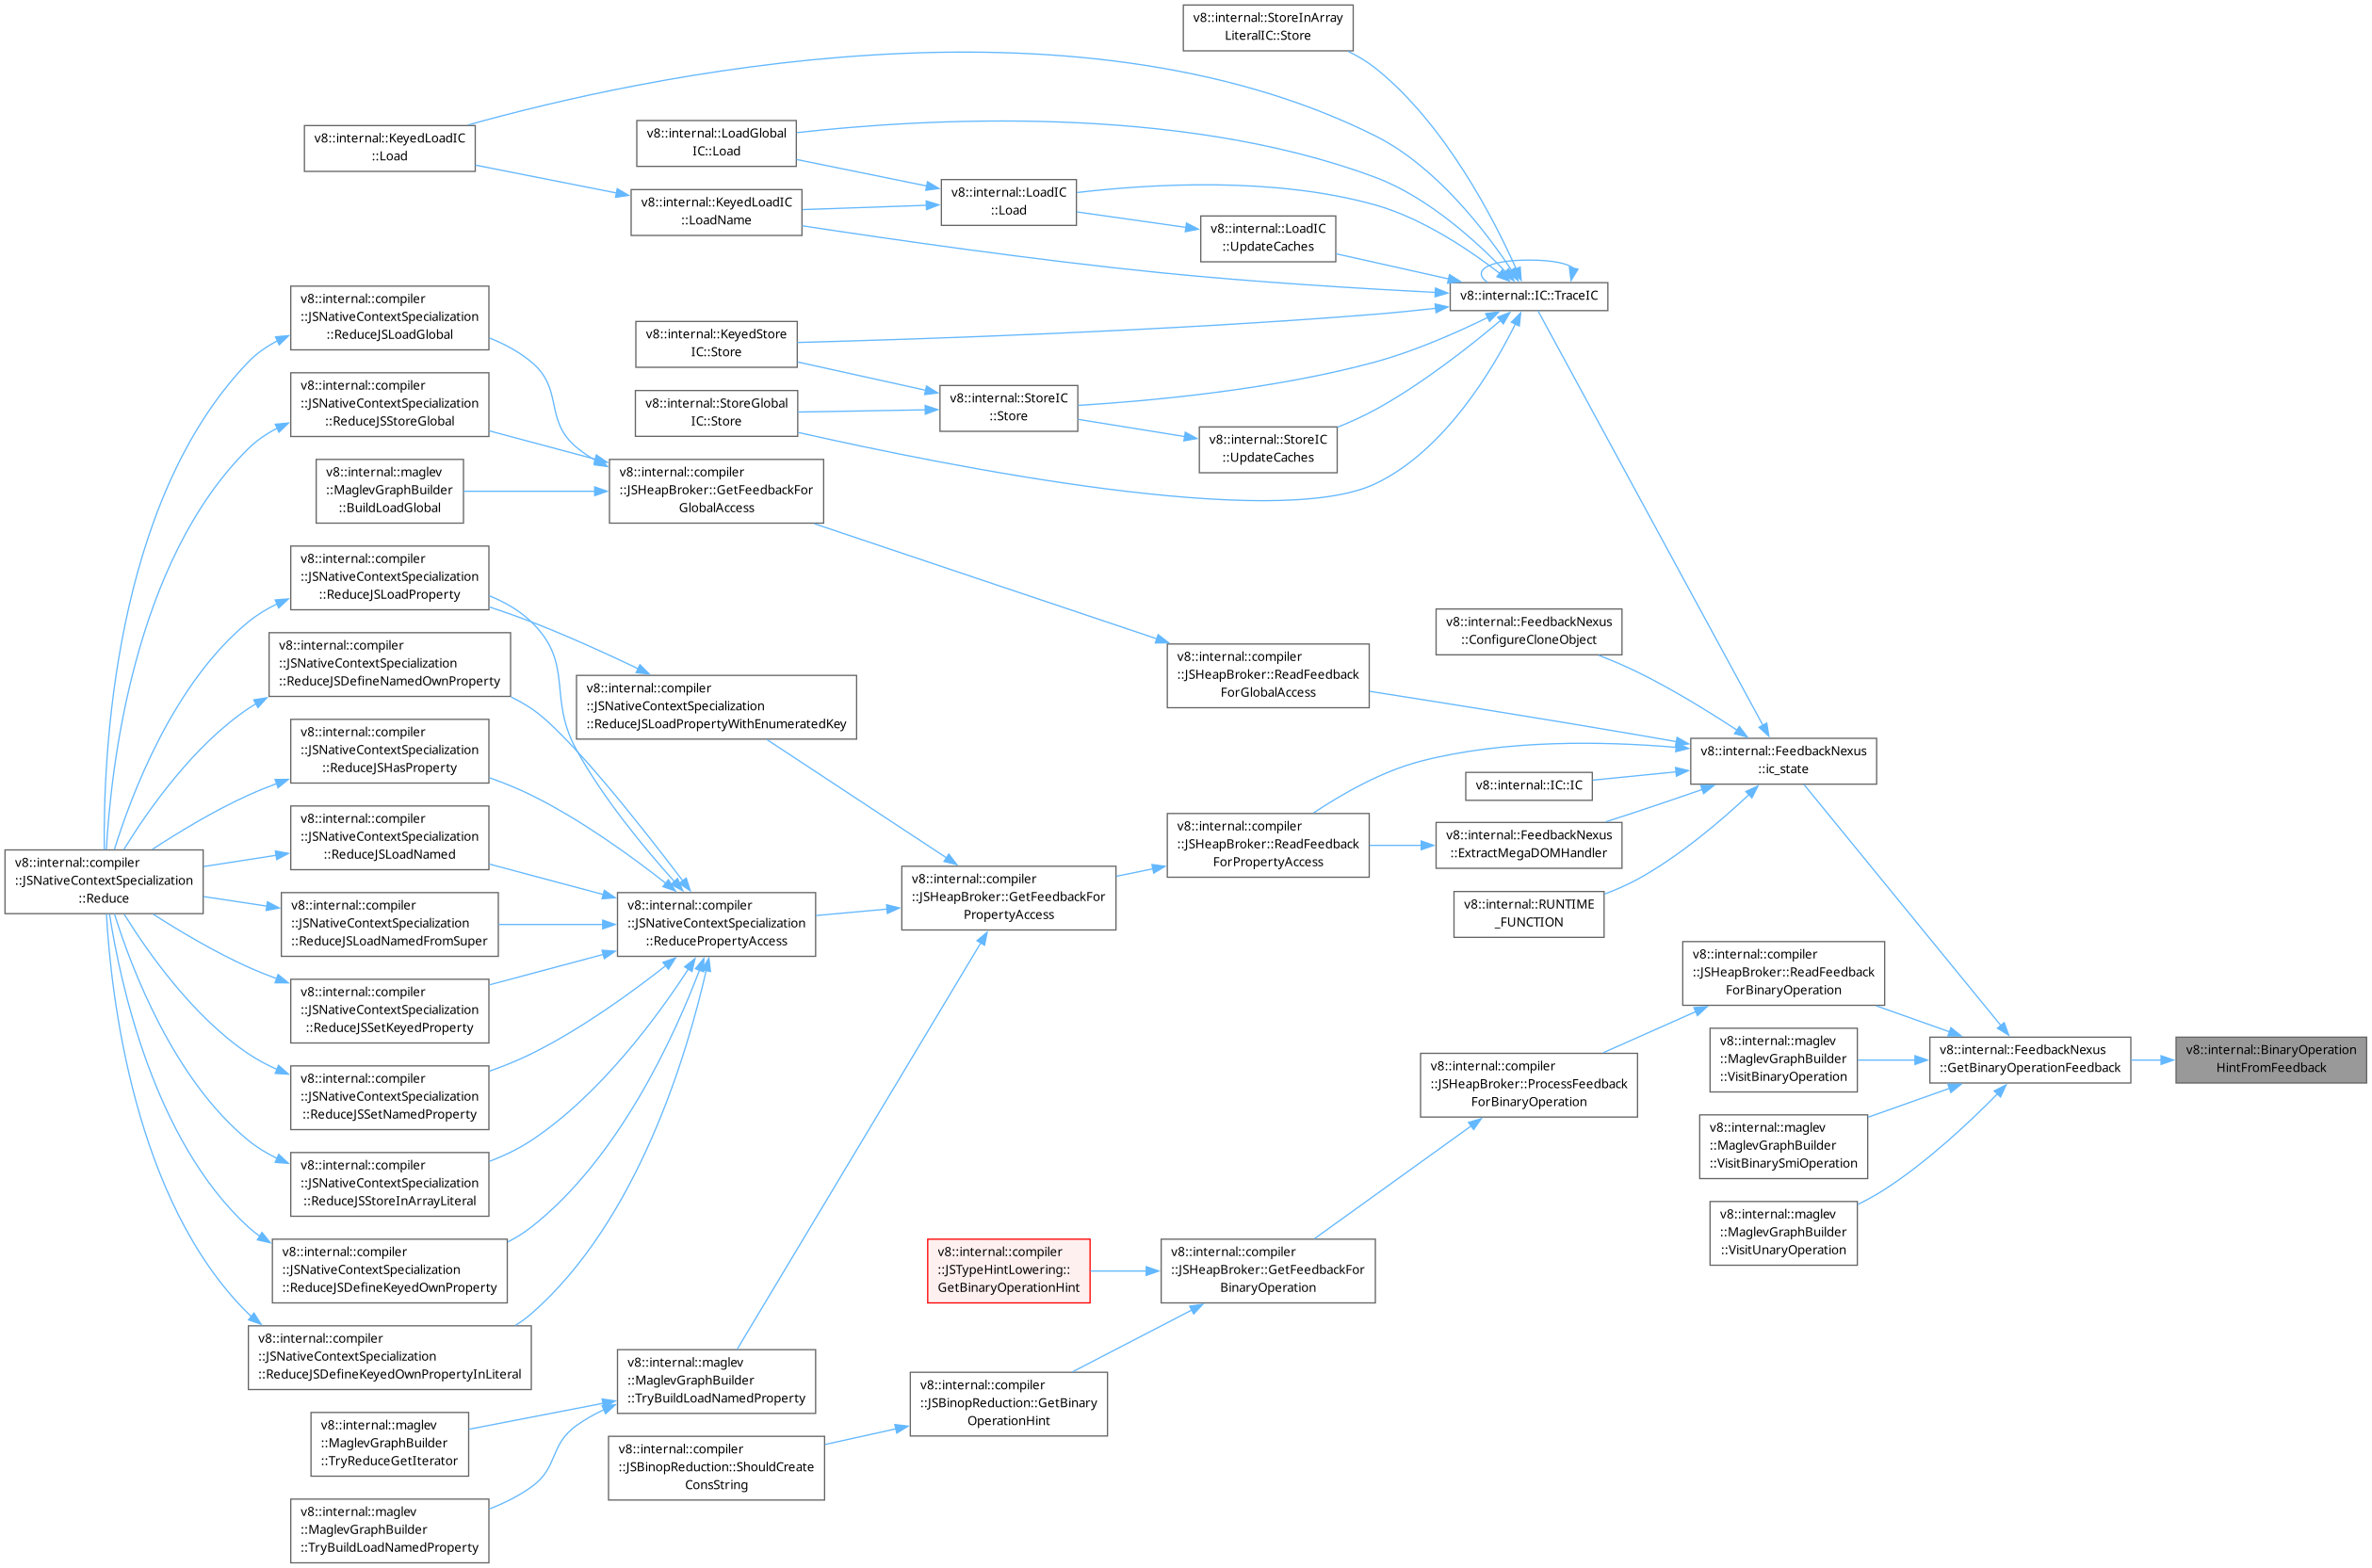 v8::internal::StoreInArray
LiteralIC::Store
v8::internal::KeyedLoadIC
::Load
v8::internal::LoadGlobal
IC::Load
v8::internal::KeyedLoadIC
::LoadName
v8::internal::LoadIC
::Load
v8::internal::LoadIC
::UpdateCaches
v8::internal::IC::TraceIC
v8::internal::compiler
::JSNativeContextSpecialization
::ReduceJSLoadGlobal
v8::internal::KeyedStore
IC::Store
v8::internal::compiler
::JSNativeContextSpecialization
::ReduceJSStoreGlobal
v8::internal::StoreGlobal
IC::Store
v8::internal::StoreIC
::Store
v8::internal::StoreIC
::UpdateCaches
v8::internal::maglev
::MaglevGraphBuilder
::BuildLoadGlobal
v8::internal::compiler
::JSHeapBroker::GetFeedbackFor
GlobalAccess
v8::internal::compiler
::JSNativeContextSpecialization
::ReduceJSLoadProperty
v8::internal::FeedbackNexus
::ConfigureCloneObject
v8::internal::compiler
::JSNativeContextSpecialization
::ReduceJSDefineNamedOwnProperty
v8::internal::compiler
::JSHeapBroker::ReadFeedback
ForGlobalAccess
v8::internal::compiler
::JSNativeContextSpecialization
::ReduceJSLoadPropertyWithEnumeratedKey
v8::internal::compiler
::JSNativeContextSpecialization
::ReduceJSHasProperty
v8::internal::FeedbackNexus
::ic_state
v8::internal::IC::IC
v8::internal::compiler
::JSNativeContextSpecialization
::ReduceJSLoadNamed
v8::internal::compiler
::JSHeapBroker::ReadFeedback
ForPropertyAccess
v8::internal::FeedbackNexus
::ExtractMegaDOMHandler
v8::internal::compiler
::JSNativeContextSpecialization
::Reduce
v8::internal::compiler
::JSHeapBroker::GetFeedbackFor
PropertyAccess
v8::internal::compiler
::JSNativeContextSpecialization
::ReduceJSLoadNamedFromSuper
v8::internal::compiler
::JSNativeContextSpecialization
::ReducePropertyAccess
v8::internal::RUNTIME
_FUNCTION
v8::internal::compiler
::JSHeapBroker::ReadFeedback
ForBinaryOperation
v8::internal::compiler
::JSNativeContextSpecialization
::ReduceJSSetKeyedProperty
v8::internal::maglev
::MaglevGraphBuilder
::VisitBinaryOperation
v8::internal::FeedbackNexus
::GetBinaryOperationFeedback
v8::internal::BinaryOperation
HintFromFeedback
v8::internal::compiler
::JSHeapBroker::ProcessFeedback
ForBinaryOperation
v8::internal::compiler
::JSNativeContextSpecialization
::ReduceJSSetNamedProperty
v8::internal::maglev
::MaglevGraphBuilder
::VisitBinarySmiOperation
v8::internal::compiler
::JSNativeContextSpecialization
::ReduceJSStoreInArrayLiteral
v8::internal::maglev
::MaglevGraphBuilder
::VisitUnaryOperation
v8::internal::compiler
::JSNativeContextSpecialization
::ReduceJSDefineKeyedOwnProperty
v8::internal::compiler
::JSTypeHintLowering::
GetBinaryOperationHint
v8::internal::compiler
::JSHeapBroker::GetFeedbackFor
BinaryOperation
v8::internal::compiler
::JSNativeContextSpecialization
::ReduceJSDefineKeyedOwnPropertyInLiteral
v8::internal::maglev
::MaglevGraphBuilder
::TryBuildLoadNamedProperty
v8::internal::compiler
::JSBinopReduction::GetBinary
OperationHint
v8::internal::maglev
::MaglevGraphBuilder
::TryReduceGetIterator
v8::internal::compiler
::JSBinopReduction::ShouldCreate
ConsString
v8::internal::maglev
::MaglevGraphBuilder
::TryBuildLoadNamedProperty